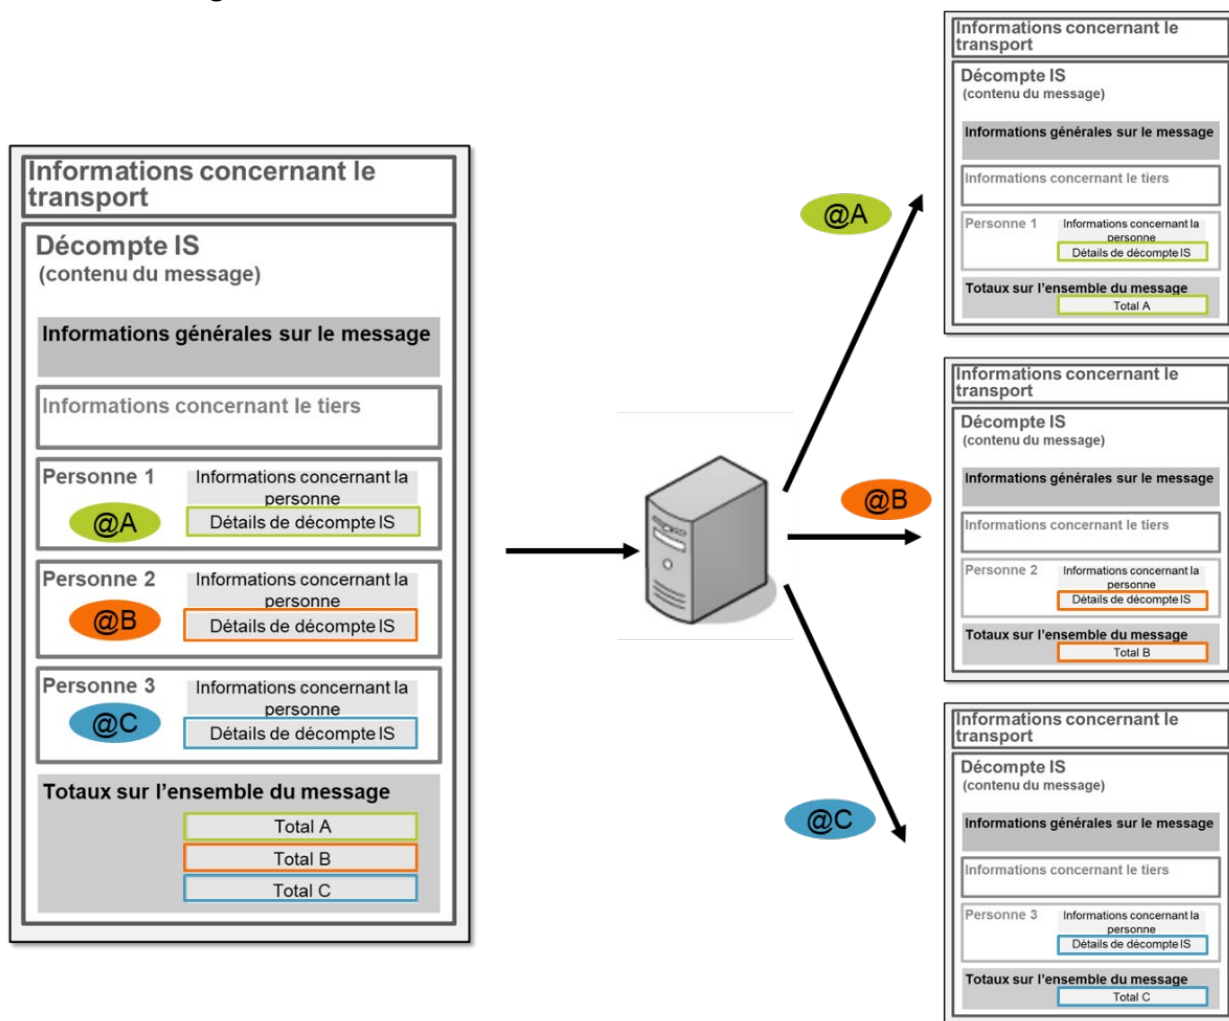 Informations concernant le
transport
Décompte IS
(contenu du message)
Informations générales sur le message
Informations concernant le tiers
Personne 1
Informations concernant la
personne
@A
Détails de décompte IS
Personne 2
Informations concernant la
personne
@B
Détails de décompte IS
Personne 3
Informations concernant la
personne
@C
Détails de décompte IS
Totaux sur l'ensemble du message
Total A
Total B
Total C
@A
@B
@C
Informations concernant le
transport
Décompte IS
(contenu du message)
Informations générales sur le message
Informations concernant le tiers
Personne 1
Informations concernant la
personne
Détails de décompte IS
Totaux sur l'ensemble du message
Total A
Informations concernant le
transport
Décompte IS
(contenu du message)
Informations générales sur le message
Informations concernant le tiers
Personne 2
Informations concernant la
personne
Détails de décompte IS
Totaux sur l'ensemble du message
Total B
Informations concernant le
transport
Décompte IS
(contenu du message)
Informations générales sur le message
Informations concernant le tiers
Personne 3
Informations concernant la
personne
Détails de décompte IS
Totaux sur l'ensemble du message
Total C